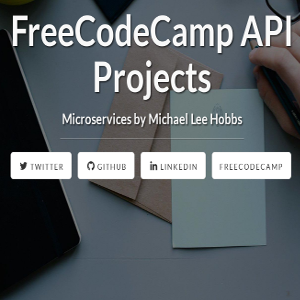 FreeCodeCamp API
Projects
Microservices by Michael Lee Hobbs
TWITTER GITHUB LINKEDIN FREECODECAMP